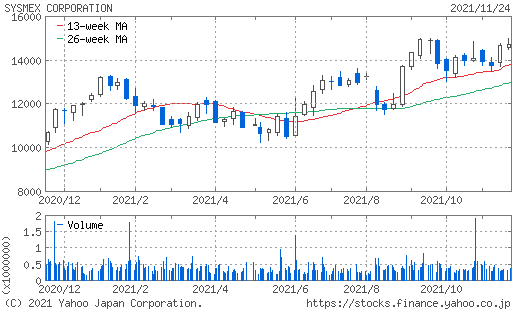 SYSMEX CORPORATION 2021/11/24
16000
13-week MA
26-week MA
14000
12000
10000
8000
2020/12 2021/2 2021/4 2021/6 2021/8 2021/10
2
Volume
1.5
1
0.5
0
(x1000000)
2020/12 2021/2 2021/4 2021/6 2021/8 2021/10
(C) 2021 Yahoo Japan Corporation. https://stocks.finance.yahoo.co.jp/